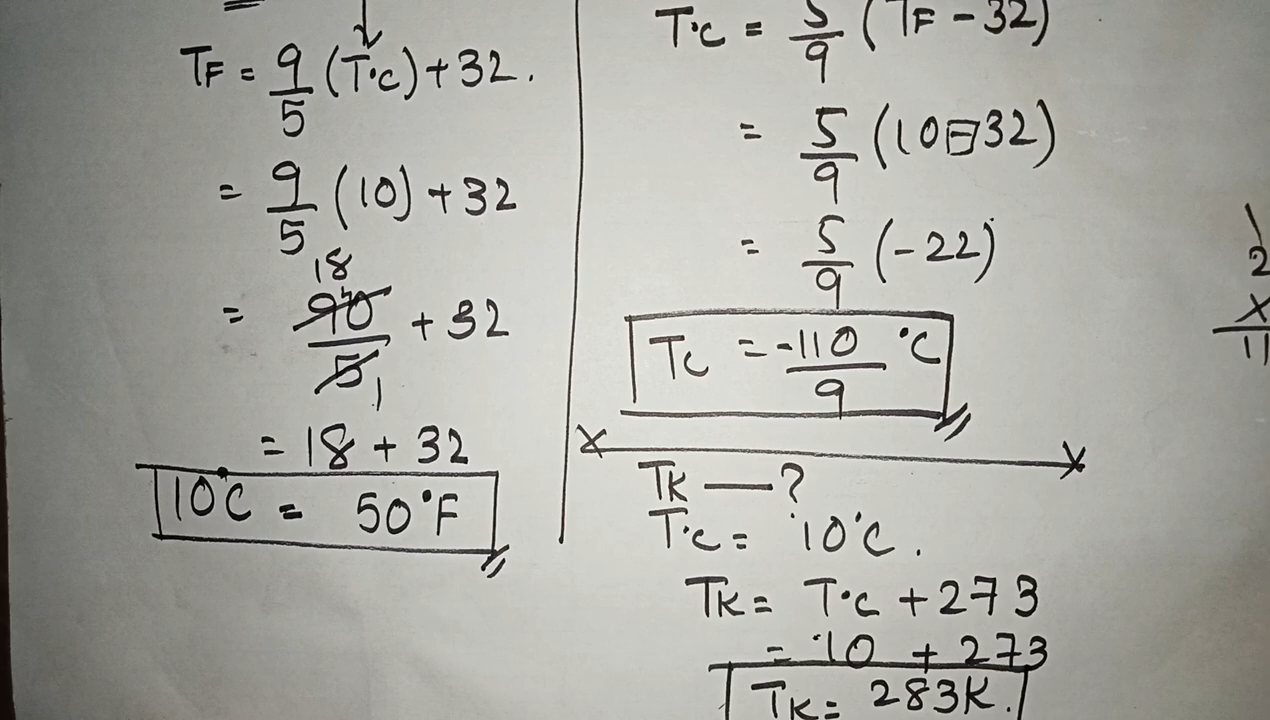 TF = 9/5 (T°C) + 32.
= 9/5 (10) + 32
18
= 90/5 + 32
1
= 18 + 32
10°C = 50°F
T°C = 5/9 (TF - 32)
= 5/9 (10 - 32)
= 5/9 (-22)
TC = -110/9 °C
TK — ?
T°C = 10°C.
TK = T°C + 273
= 10 + 273
TK = 283K.
2
x
11